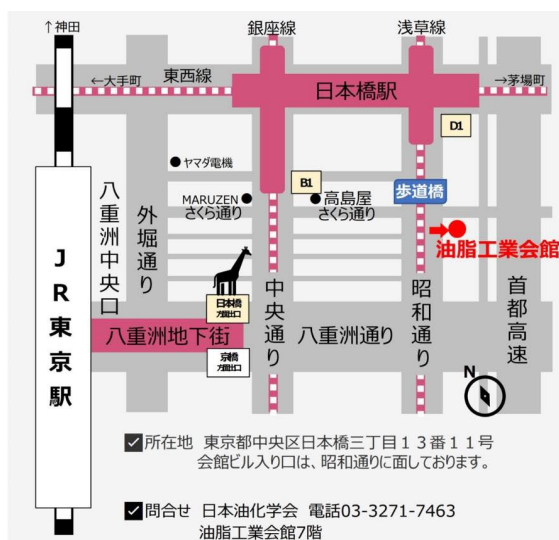 ↑神田
銀座線
浅草線
←大手町
東西線
日本橋駅
→茅場町
D1
ヤマダ電機
B1
歩道橋
MARUZEN
さくら通り
高島屋
さくら通り
油脂工業会館
八重洲中央口
外堀通り
JR東京駅
日本橋
方面出口
中央通り
昭和通り
首都高速
八重洲地下街
八重洲通り
京橋
方面出口
N
所在地 東京都中央区日本橋三丁目13番11号
会館ビル入り口は、昭和通りに面しております。
問合せ 日本油化学会 電話03-3271-7463
油脂工業会館7階